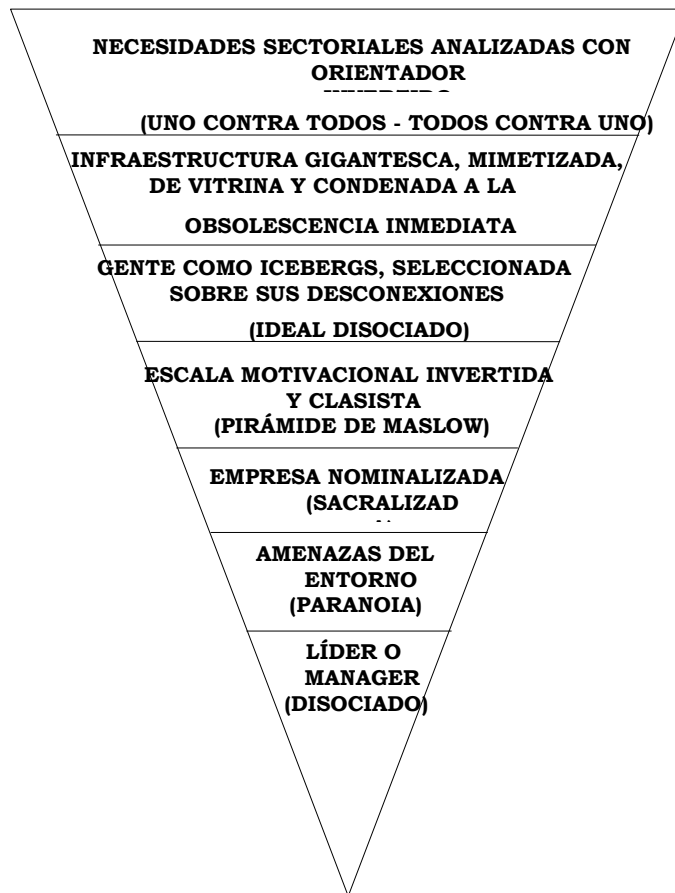 NECESIDADES SECTORIALES ANALIZADAS CON
ORIENTADOR
(UNO CONTRA TODOS - TODOS CONTRA UNO)
INFRAESTRUCTURA GIGANTESCA, MIMETIZADA,
DE VITRINA Y CONDENADA A LA
OBSOLESCENCIA INMEDIATA
GENTE COMO ICEBERGS, SELECCIONADA
SOBRE SUS DESCONEXIONES
(IDEAL DISOCIADO)
ESCALA MOTIVACIONAL INVERTIDA
Y CLASISTA
(PIRÁMIDE DE MASLOW)
EMPRESA NOMINALIZADA
(SACRALIZAD
AMENAZAS DEL
ENTORNO
(PARANOIA)
LÍDER O
MANAGER
(DISOCIADO)